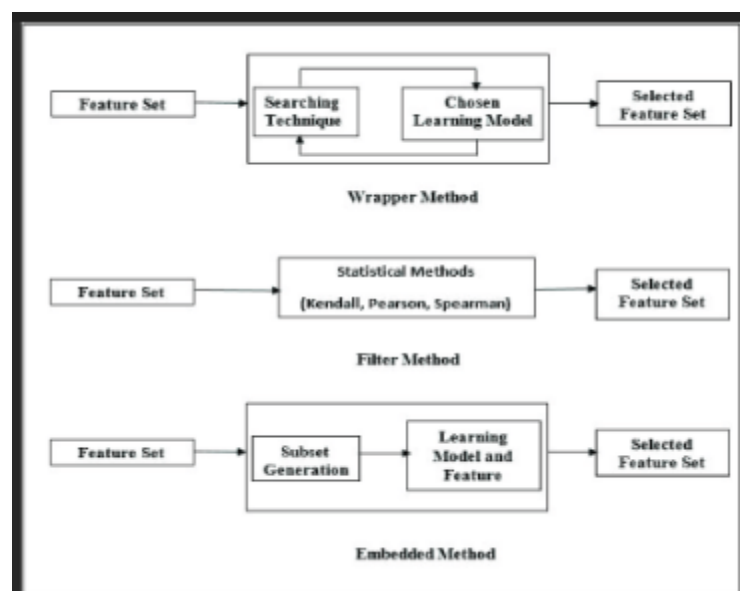 Feature Set
Searching
Technique
Chosen
Learning Model
Selected
Feature Set
Wrapper Method
Feature Set
Statistical Methods
(Kendall, Pearson, Spearman)
Selected
Feature Set
Filter Method
Feature Set
Subset
Generation
Learning
Model and
Feature
Selected
Feature Set
Embedded Method